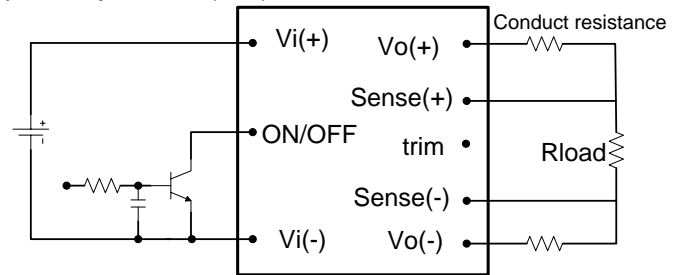 Conduct resistance
Vi(+)
Vo(+)
Sense(+)
ON/OFF
trim
Rload
Sense(-)
Vi(-)
Vo(-)
+
-